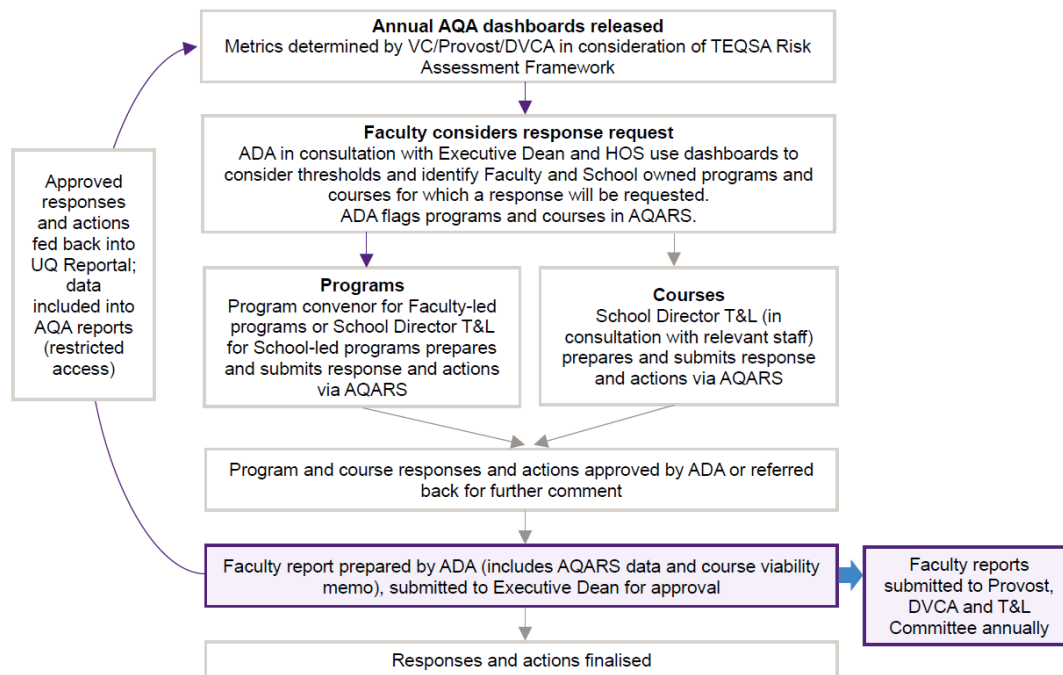 Annual AQA dashboards released
Metrics determined by VC/Provost/DVCA in consideration of TEQSA Risk
Assessment Framework
Faculty considers response request
ADA in consultation with Executive Dean and HOS use dashboards to
consider thresholds and identify Faculty and School owned programs and
courses for which a response will be requested.
ADA flags programs and courses in AQARS.
Approved
responses
and actions
fed back into
UQ Reportal;
data
included into
AQA reports
(restricted
access)
Programs
Program convenor for Faculty-led
programs or School Director T&L
for School-led programs prepares
and submits response and actions
via AQARS
Courses
School Director T&L (in
consultation with relevant staff)
prepares and submits response
and actions via AQARS
Program and course responses and actions approved by ADA or referred
back for further comment
Faculty report prepared by ADA (includes AQARS data and course viability
memo), submitted to Executive Dean for approval
Faculty reports
submitted to Provost,
DVCA and T&L
Committee annually
Responses and actions finalised